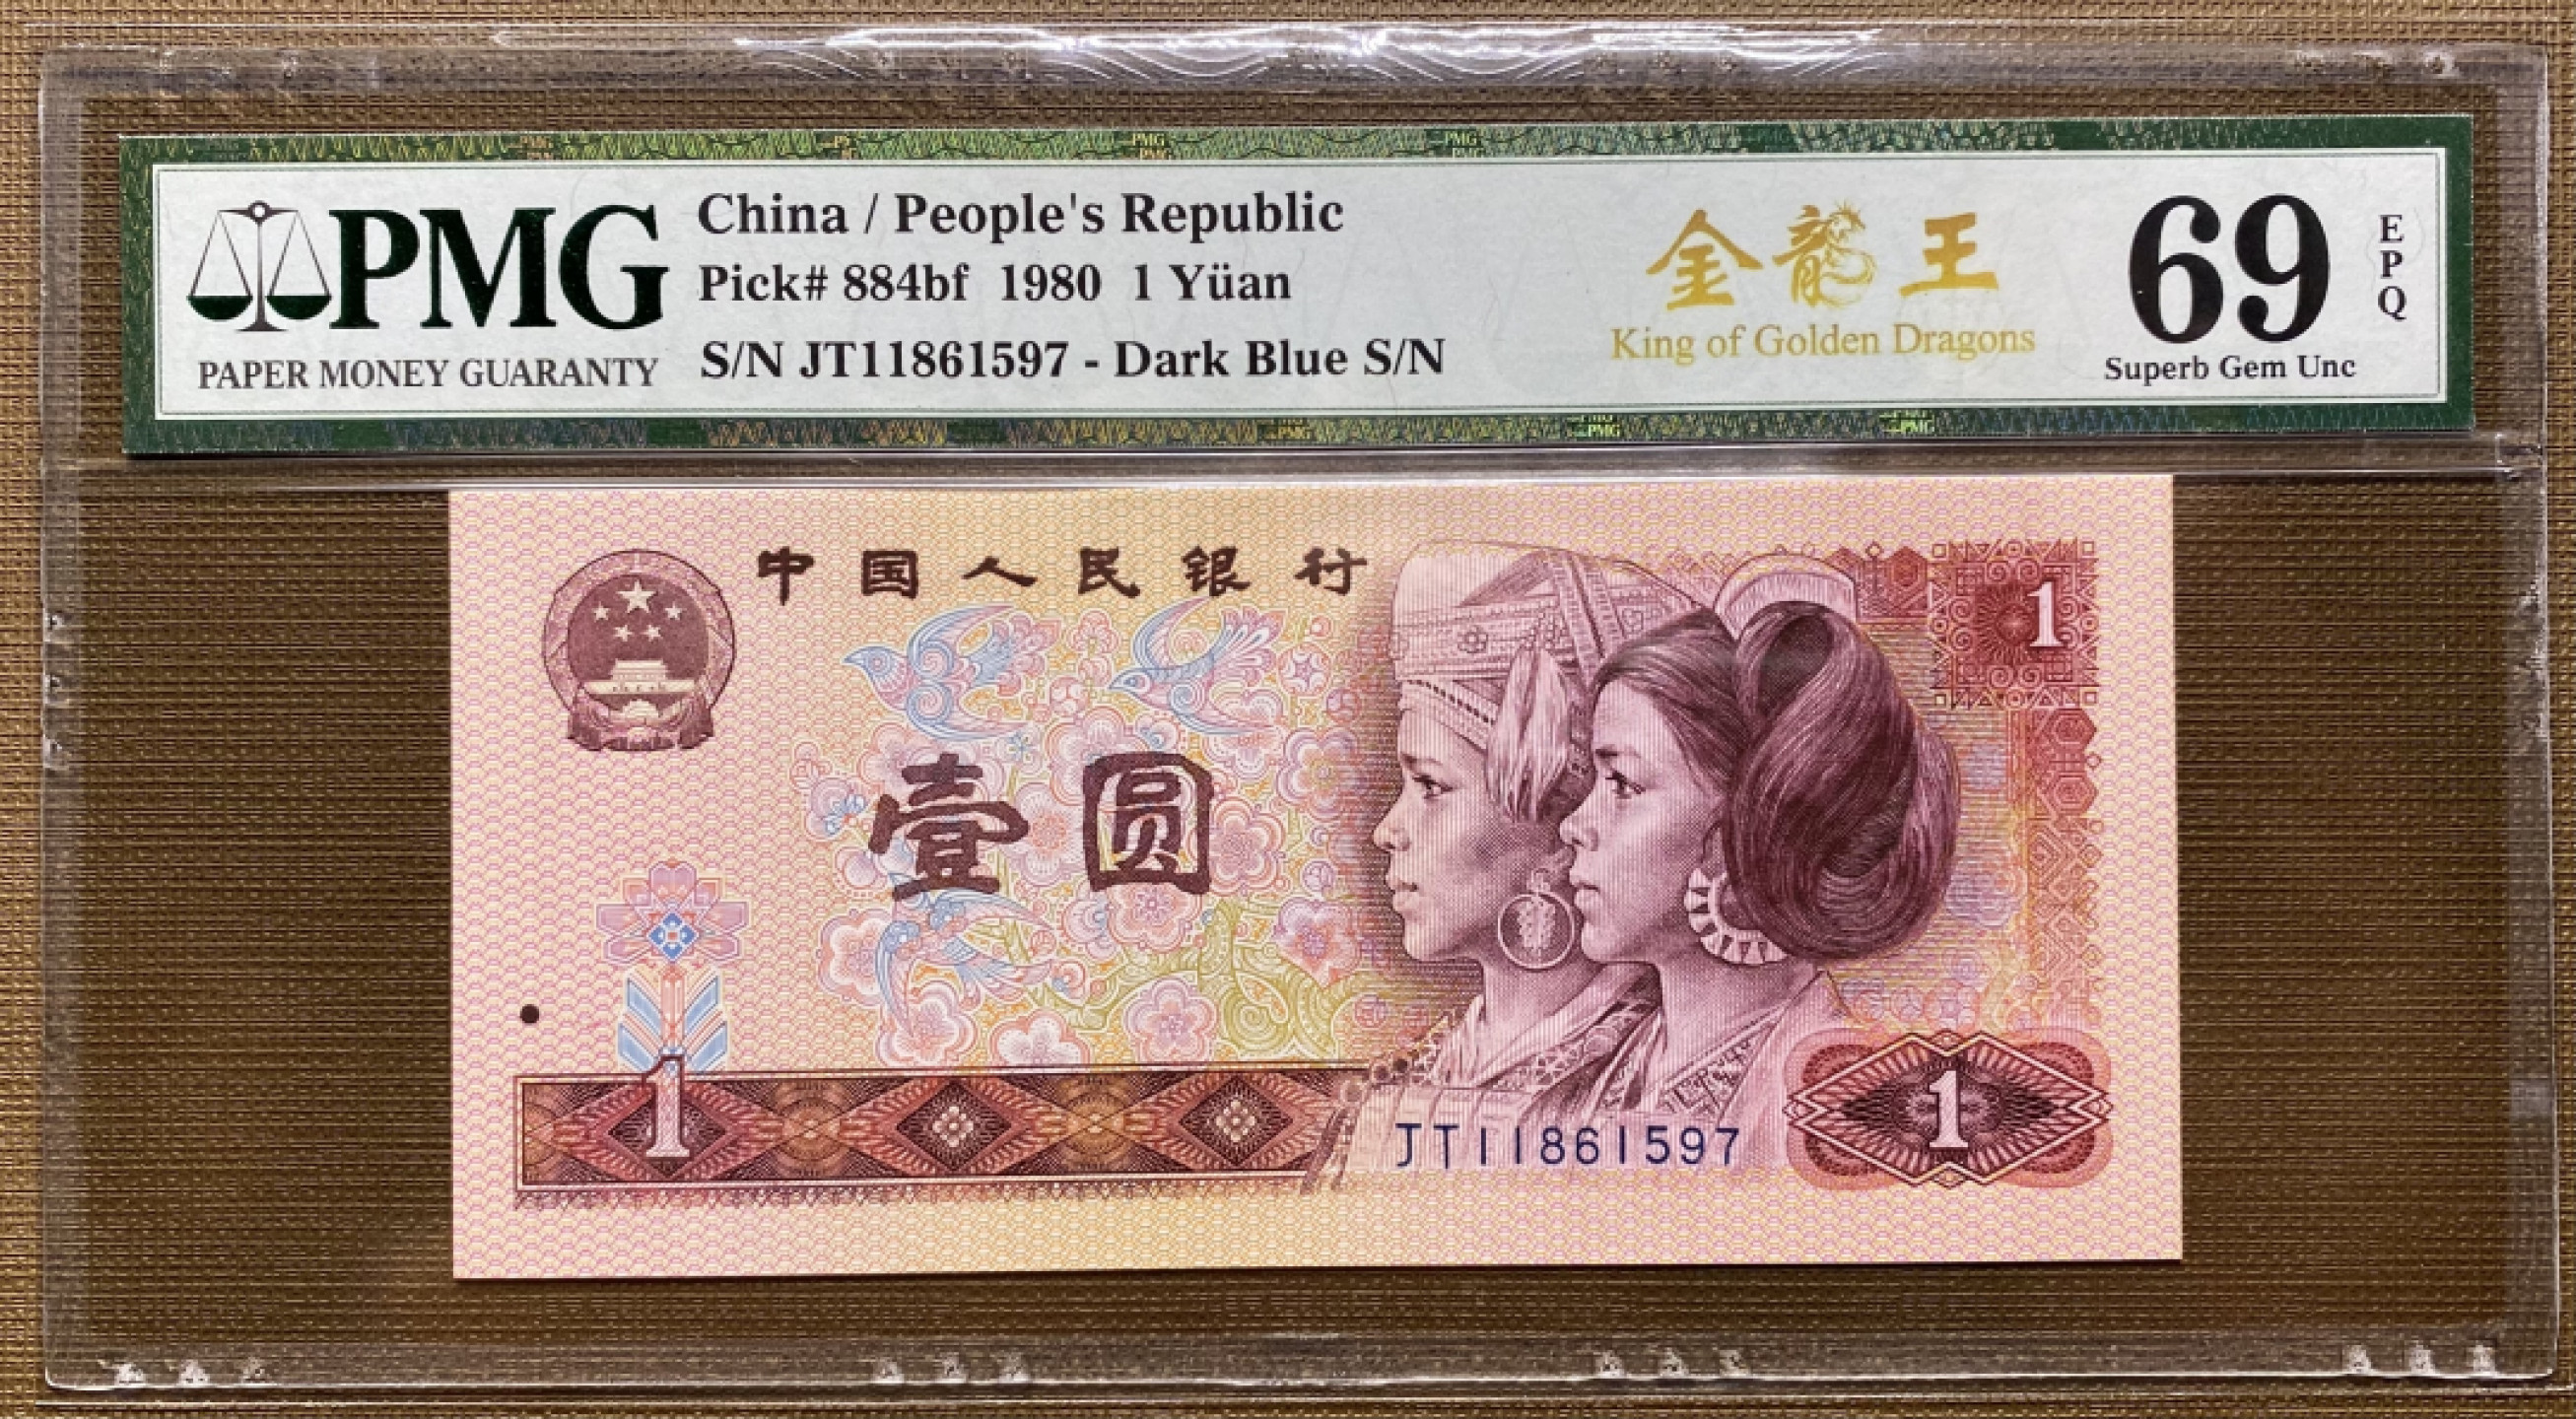 PMG
PAPER MONEY GUARANTY
China / People's Republic
Pick# 884bf 1980 1 Yüan
S/N JT11861597 - Dark Blue S/N
金龍王
King of Golden Dragons
69
EPQ
Superb Gem Unc
中国人民银行
1
壹圆
1
JT11861597
1